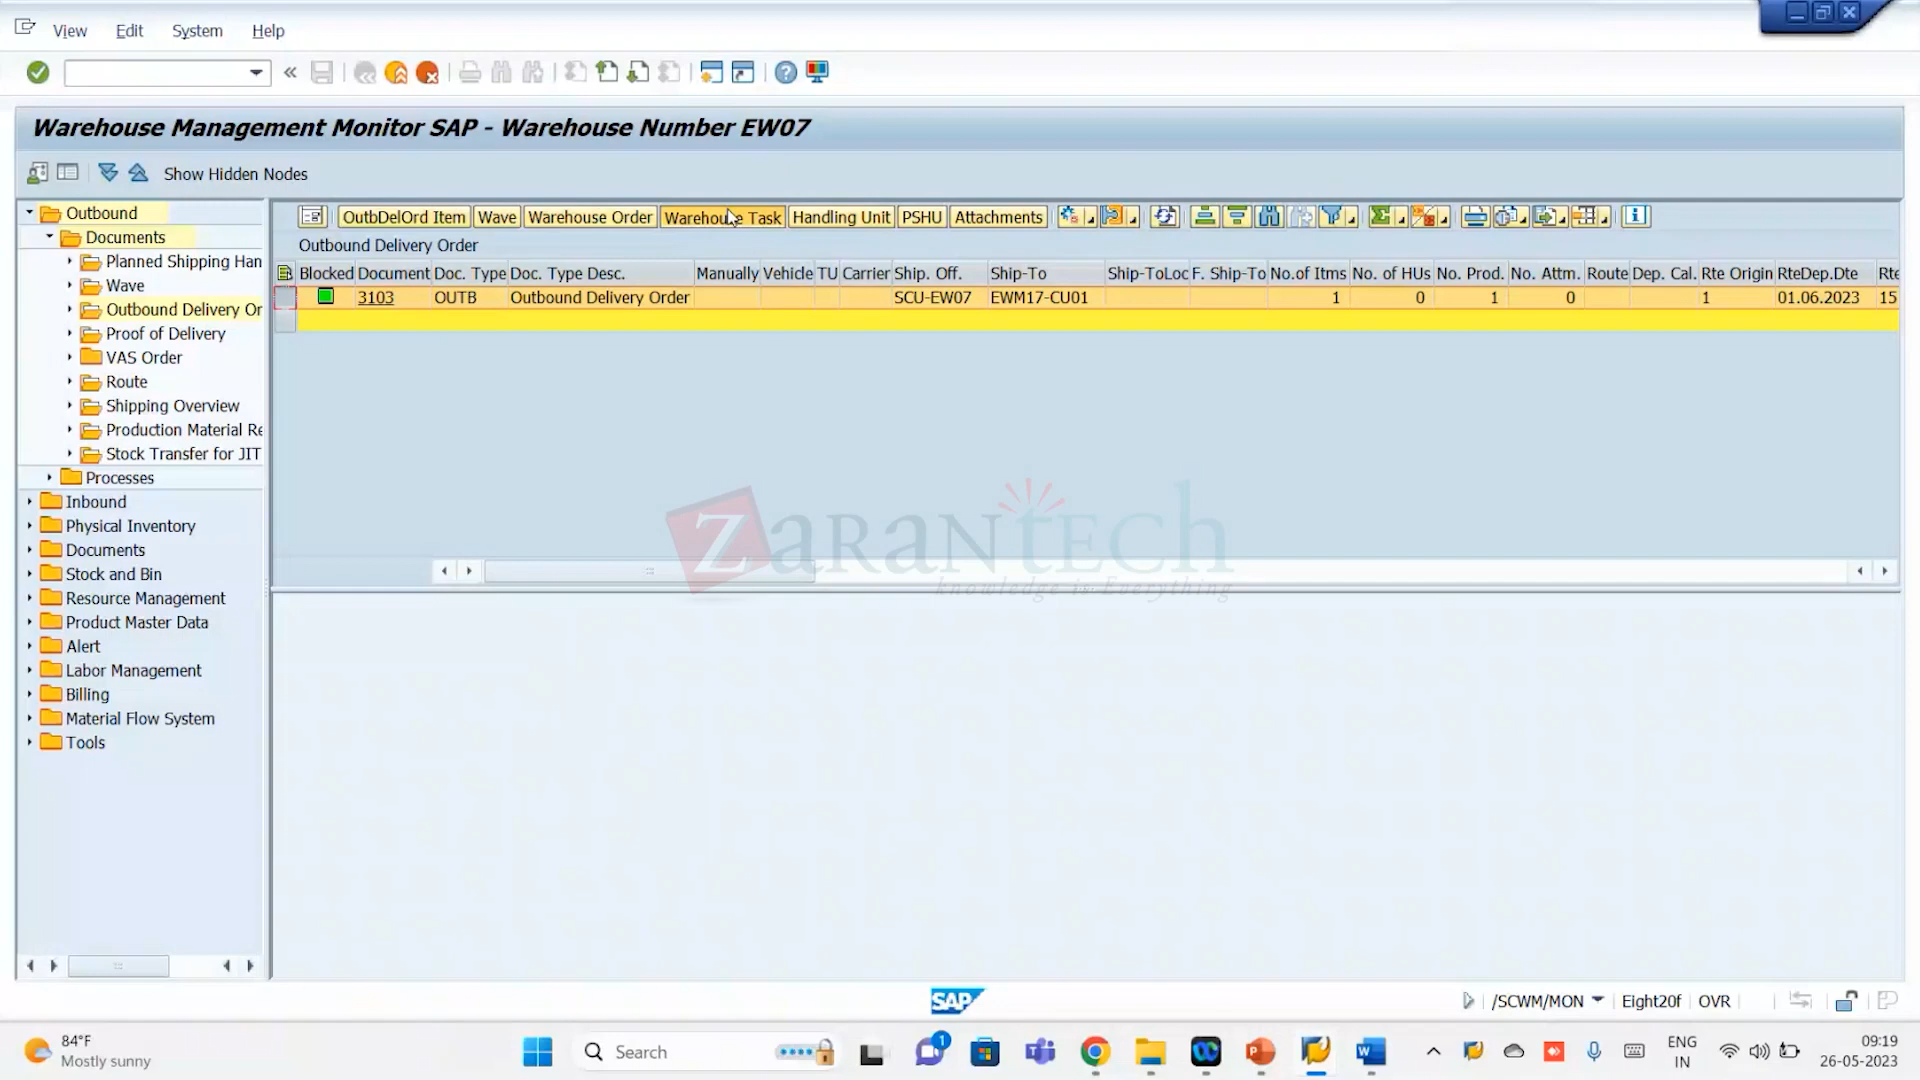 View Edit System Help
Warehouse Management Monitor SAP - Warehouse Number EW07
Show Hidden Nodes
Outbound
Documents
Planned Shipping Han
Wave
Outbound Delivery Or
Proof of Delivery
VAS Order
Route
Shipping Overview
Production Material Re
Stock Transfer for JIT
Processes
Inbound
Physical Inventory
Documents
Stock and Bin
Resource Management
Product Master Data
Alert
Labor Management
Billing
Material Flow System
Tools
OutbDelOrd Item Wave Warehouse Order Warehouse Task Handling Unit PSHU Attachments
Outbound Delivery Order
Blocked Document Doc. Type Doc. Type Desc. Manually Vehicle TU Carrier Ship. Off. Ship-To Ship-ToLoc F. Ship-To No.of Itms No. of HUs No. Prod. No. Attm. Route Dep. Cal. Rte Origin RteDep.Dte Rte
3103 OUTB Outbound Delivery Order SCU-EW07 EWM17-CU01 1 0 1 0 1 01.06.2023 15
ZaranTech
knowledge is Everything
SAP
/SCWM/MON Eight20f OVR
84°F
Mostly sunny
Search
1
ENG
IN
09:19
26-05-2023